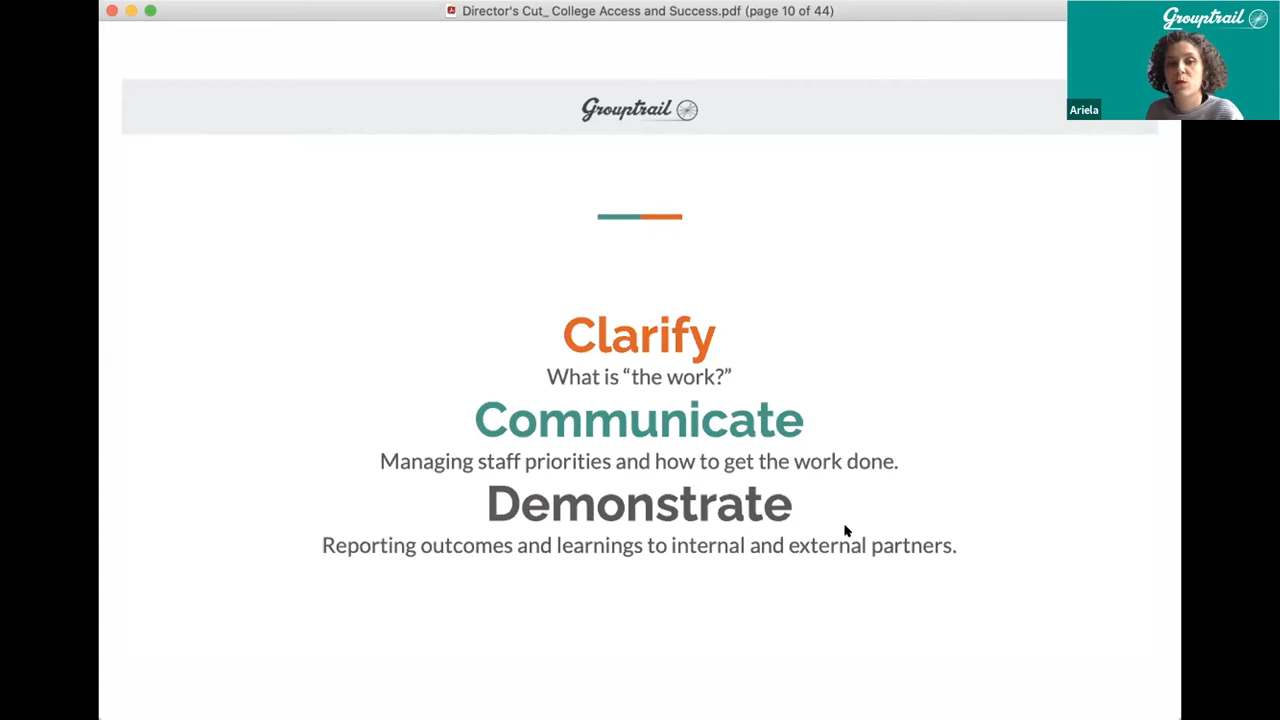 Director's Cut_ College Access and Success.pdf (page 10 of 44)
Grouptrail
Ariela
Grouptrail
Clarify
What is “the work?”
Communicate
Managing staff priorities and how to get the work done.
Demonstrate
Reporting outcomes and learnings to internal and external partners.